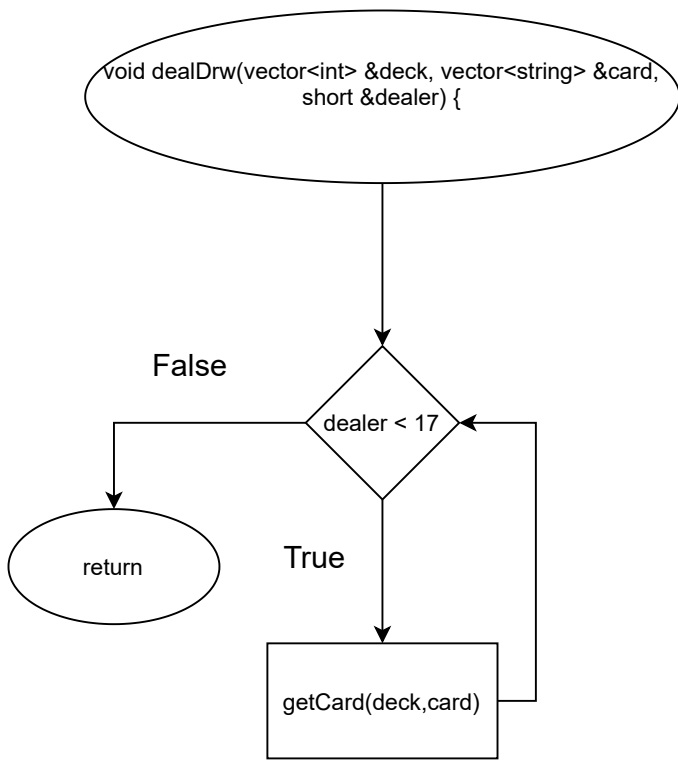 void dealDrw(vector<int> &deck, vector<string> &card,
short &dealer) {
False
dealer < 17
return
True
getCard(deck,card)